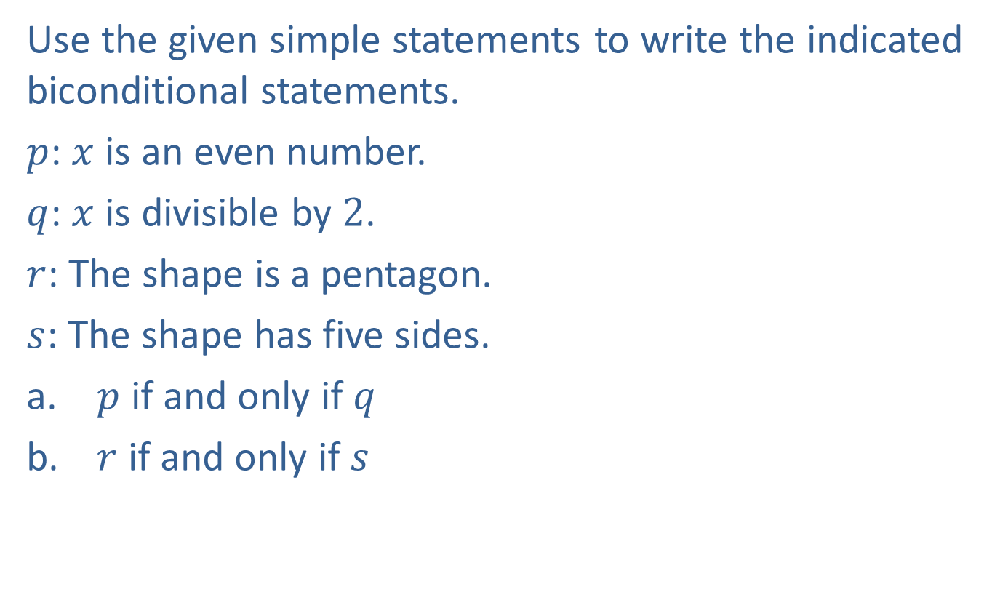 Use the given simple statements to write the indicated
biconditional statements.
p: x is an even number.
q: x is divisible by 2.
r: The shape is a pentagon.
s: The shape has five sides.
a. p if and only if q
b. r if and only if s